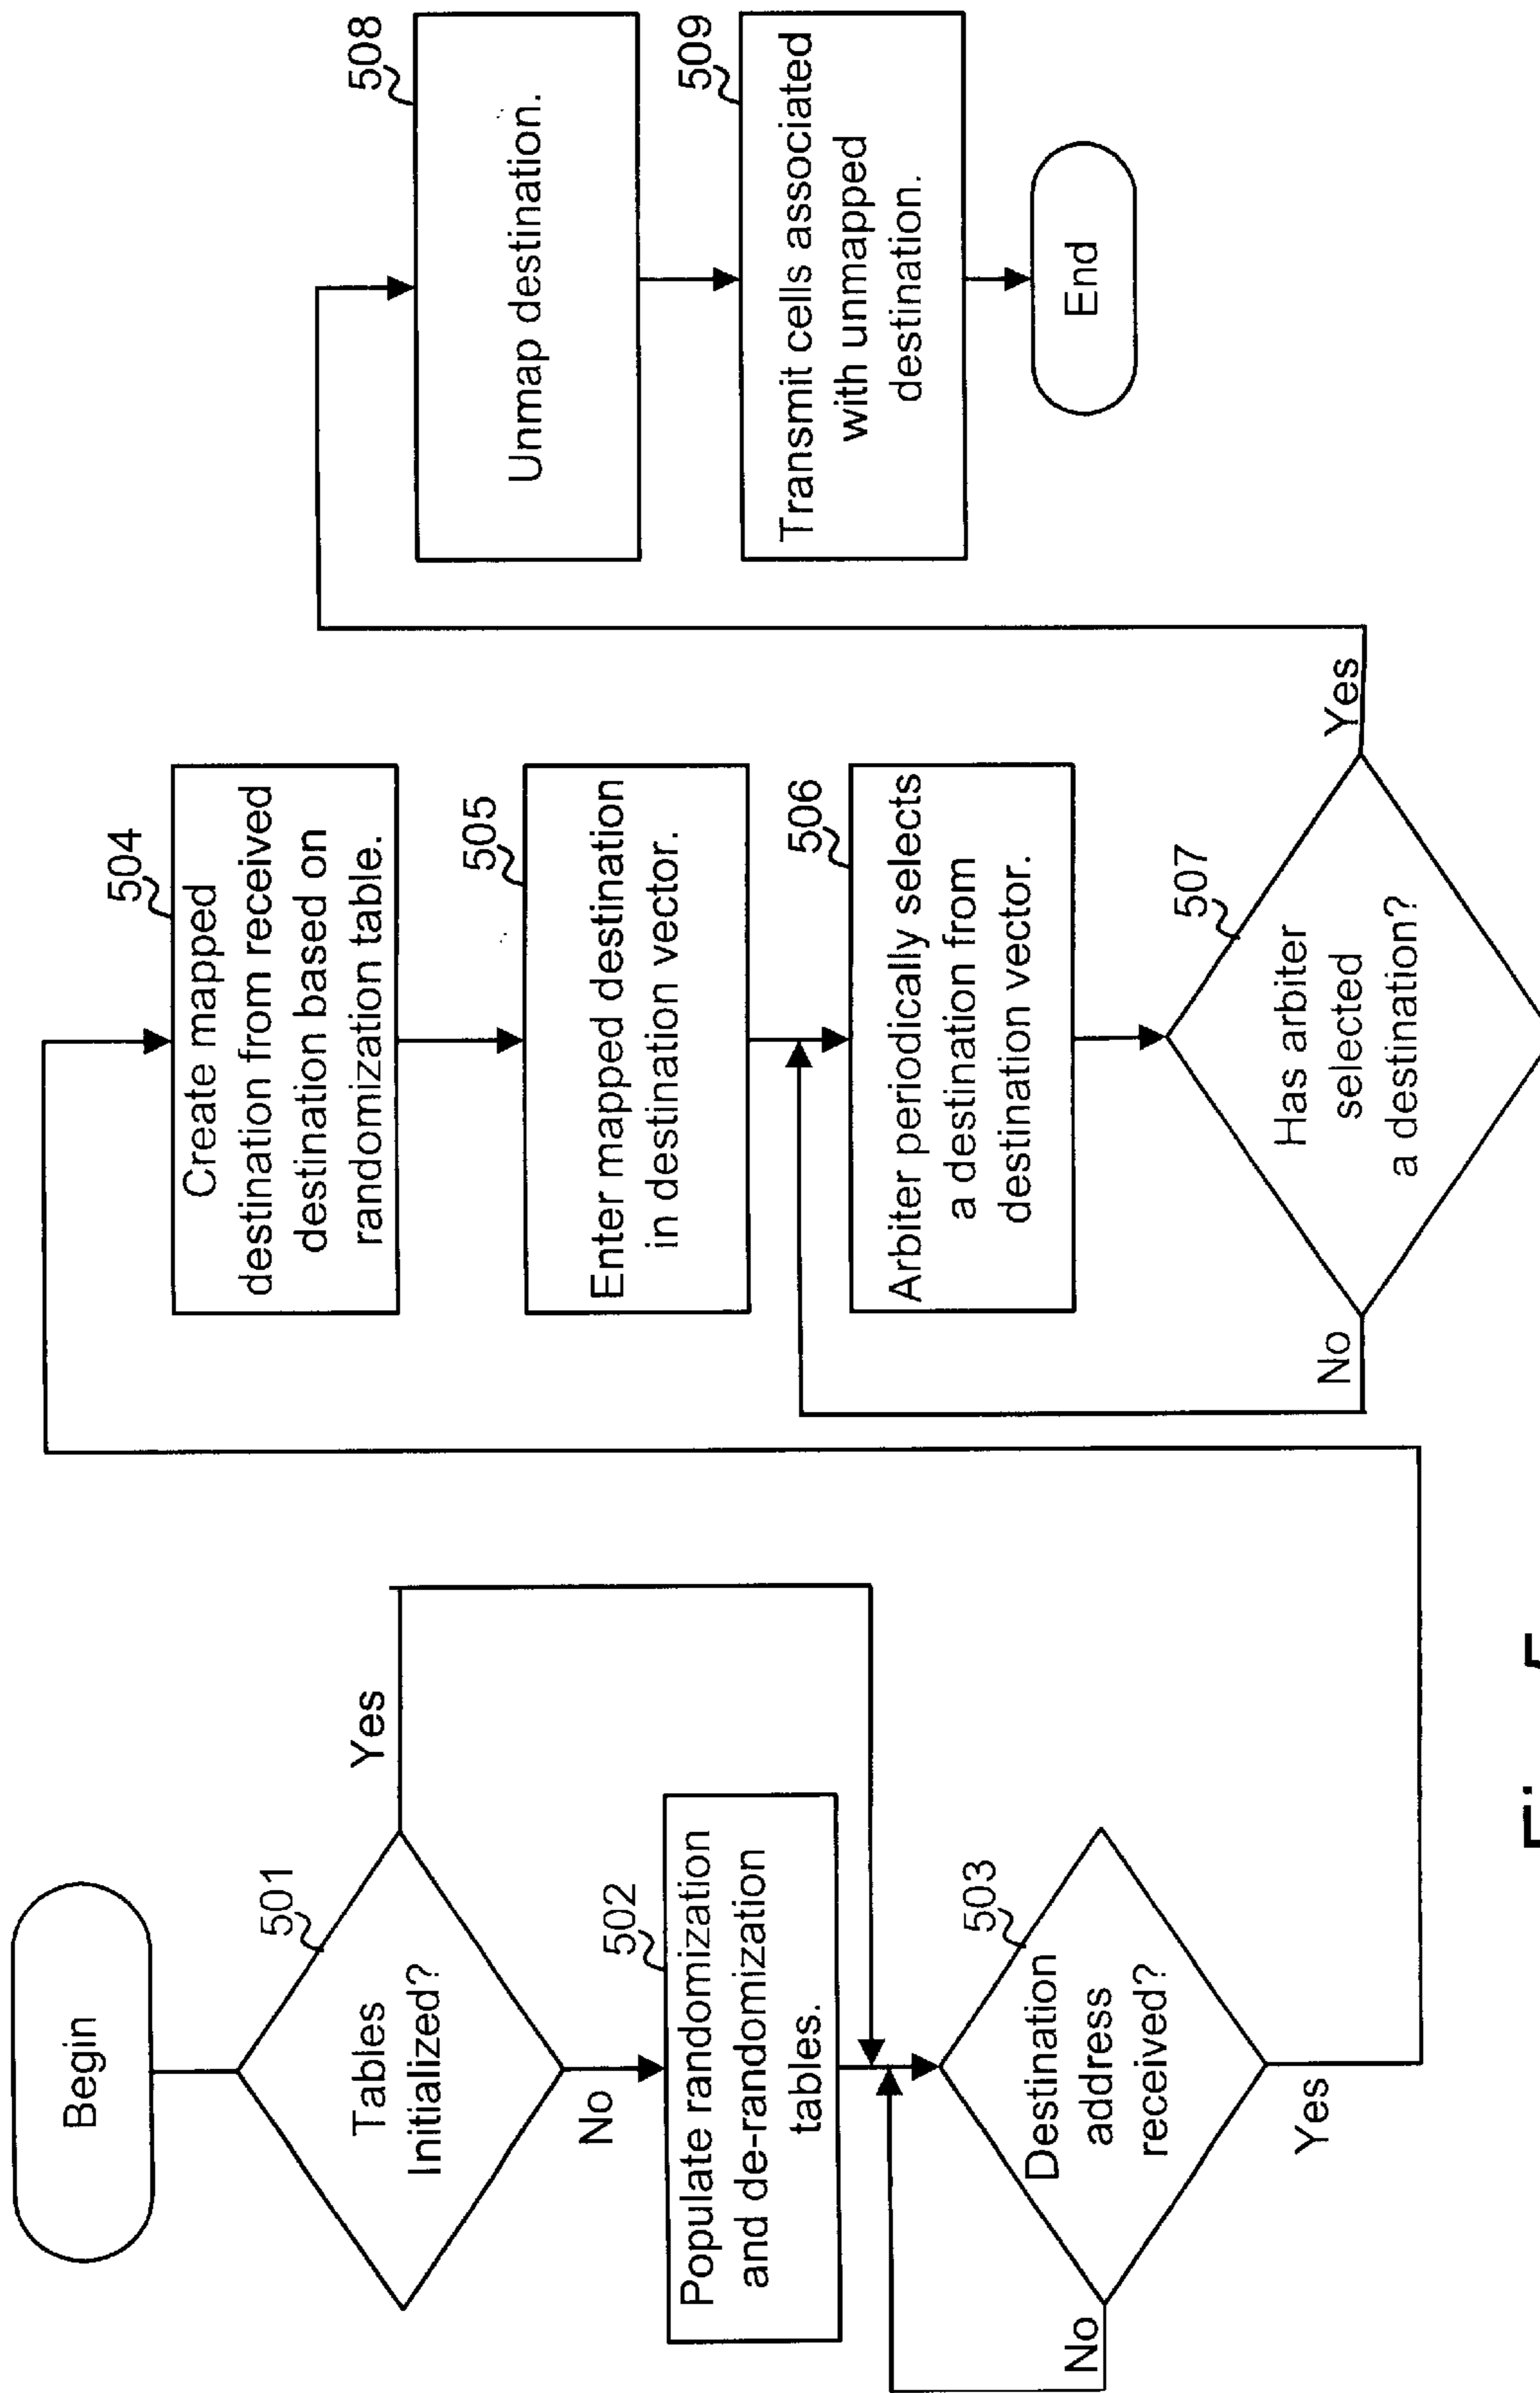 Begin
501
Tables
Initialized?
Yes
No
502
Populate randomization
and de-randomization
tables.
503
Destination
address
received?
No
Yes
504
Create mapped
destination from received
destination based on
randomization table.
505
Enter mapped destination
in destination vector.
506
Arbiter periodically selects
a destination from
destination vector.
507
Has arbiter
selected
a destination?
No
Yes
508
Unmap destination.
509
Transmit cells associated
with unmapped
destination.
End